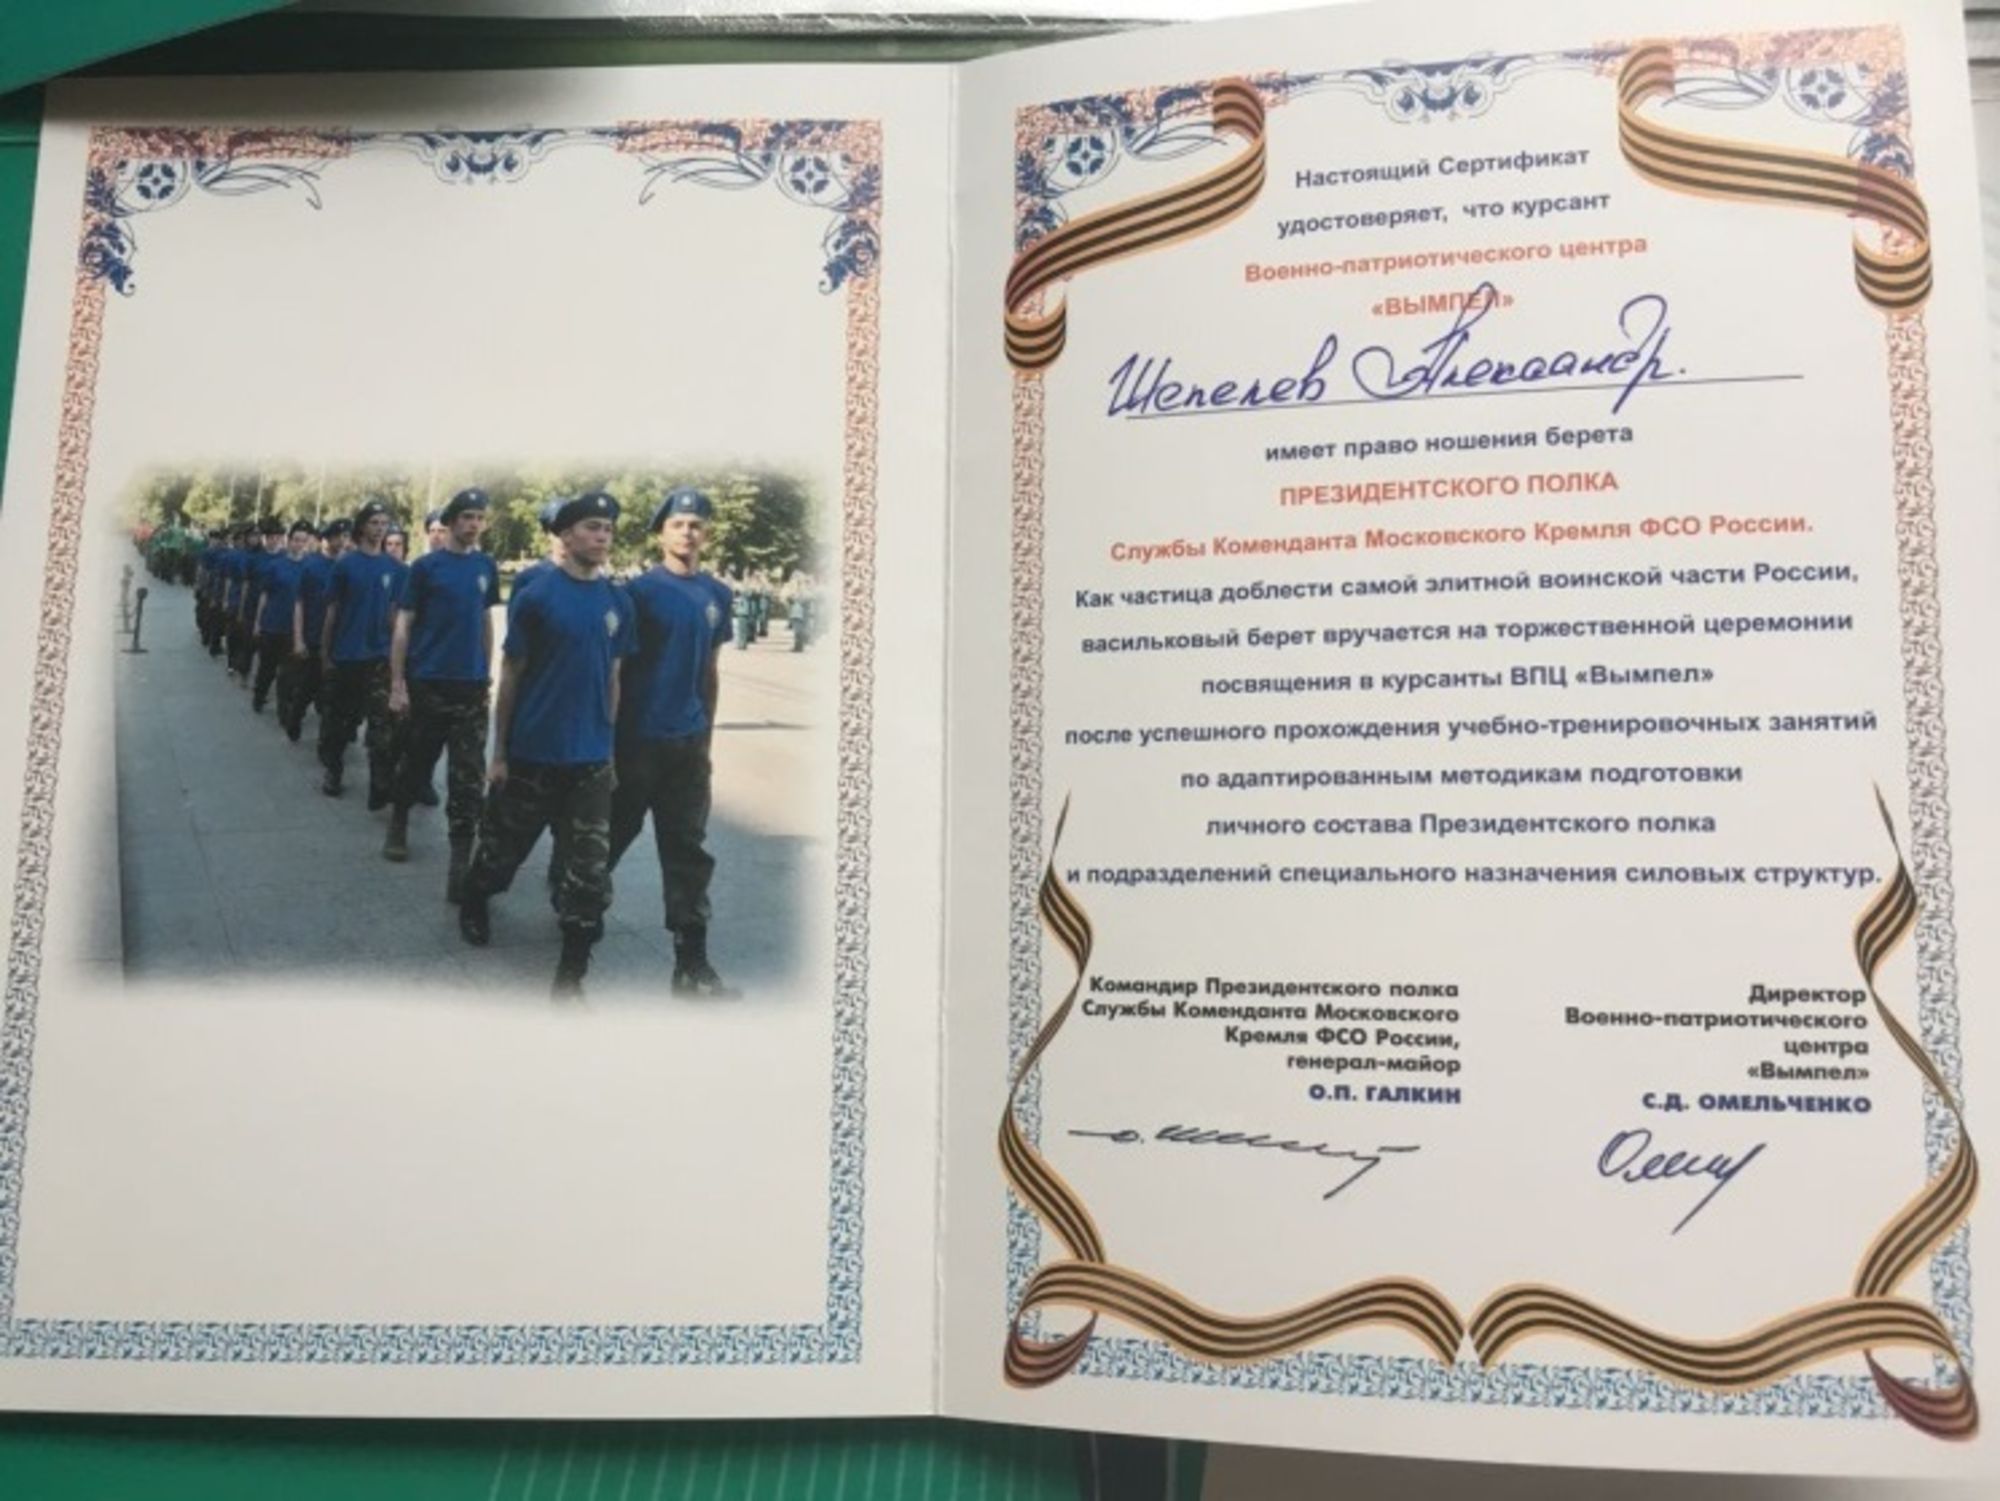 Настоящий Сертификат
удостоверяет, что курсант
Военно-патриотического центра
«ВЫМПЕЛ»
Шепелев Александр.
имеет право ношения берета
ПРЕЗИДЕНТСКОГО ПОЛКА
Службы Коменданта Московского Кремля ФСО России.
Как частица доблести самой элитной воинской части России,
васильковый берет вручается на торжественной церемонии
посвящения в курсанты ВПЦ «Вымпел»
после успешного прохождения учебно-тренировочных занятий
по адаптированным методикам подготовки
личного состава Президентского полка
и подразделений специального назначения силовых структур.
Командир Президентского полка
Службы Коменданта Московского
Кремля ФСО России,
генерал-майор
О.П. ГАЛКИН
Директор
Военно-патриотического
центра
«Вымпел»
С.Д. ОМЕЛЬЧЕНКО